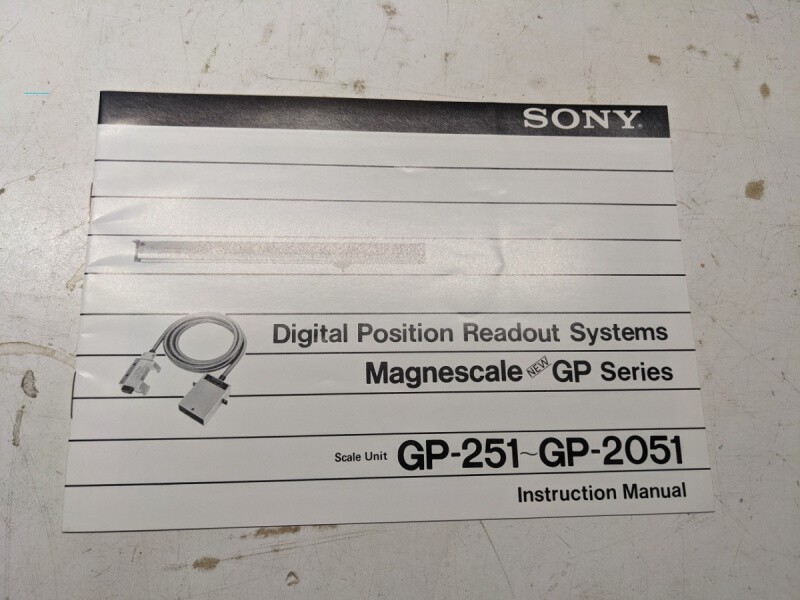 SONY®
Digital Position Readout Systems
Magnescale NEW GP Series
Scale Unit GP-251~GP-2051
Instruction Manual